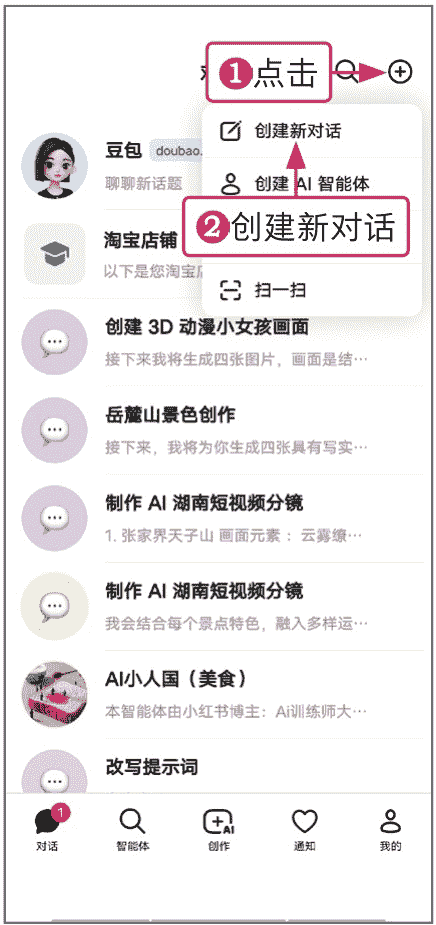 对
❶点击
创建新对话
豆包 doubao.
聊聊新话题
创建 AI 智能体
❷创建新对话
淘宝店铺
以下是您淘宝店
扫一扫
创建 3D 动漫小女孩画面
接下来我将生成四张图片，画面是结…
岳麓山景色创作
接下来，我将为你生成四张具有写实…
制作 AI 湖南短视频分镜
1. 张家界天子山 画面元素 ：云雾缭…
制作 AI 湖南短视频分镜
我会结合每个景点特色，融入多样运…
AI小人国（美食）
本智能体由小红书博主：Ai训练师大…
改写提示词
1
AI
对话 智能体 创作 通知 我的